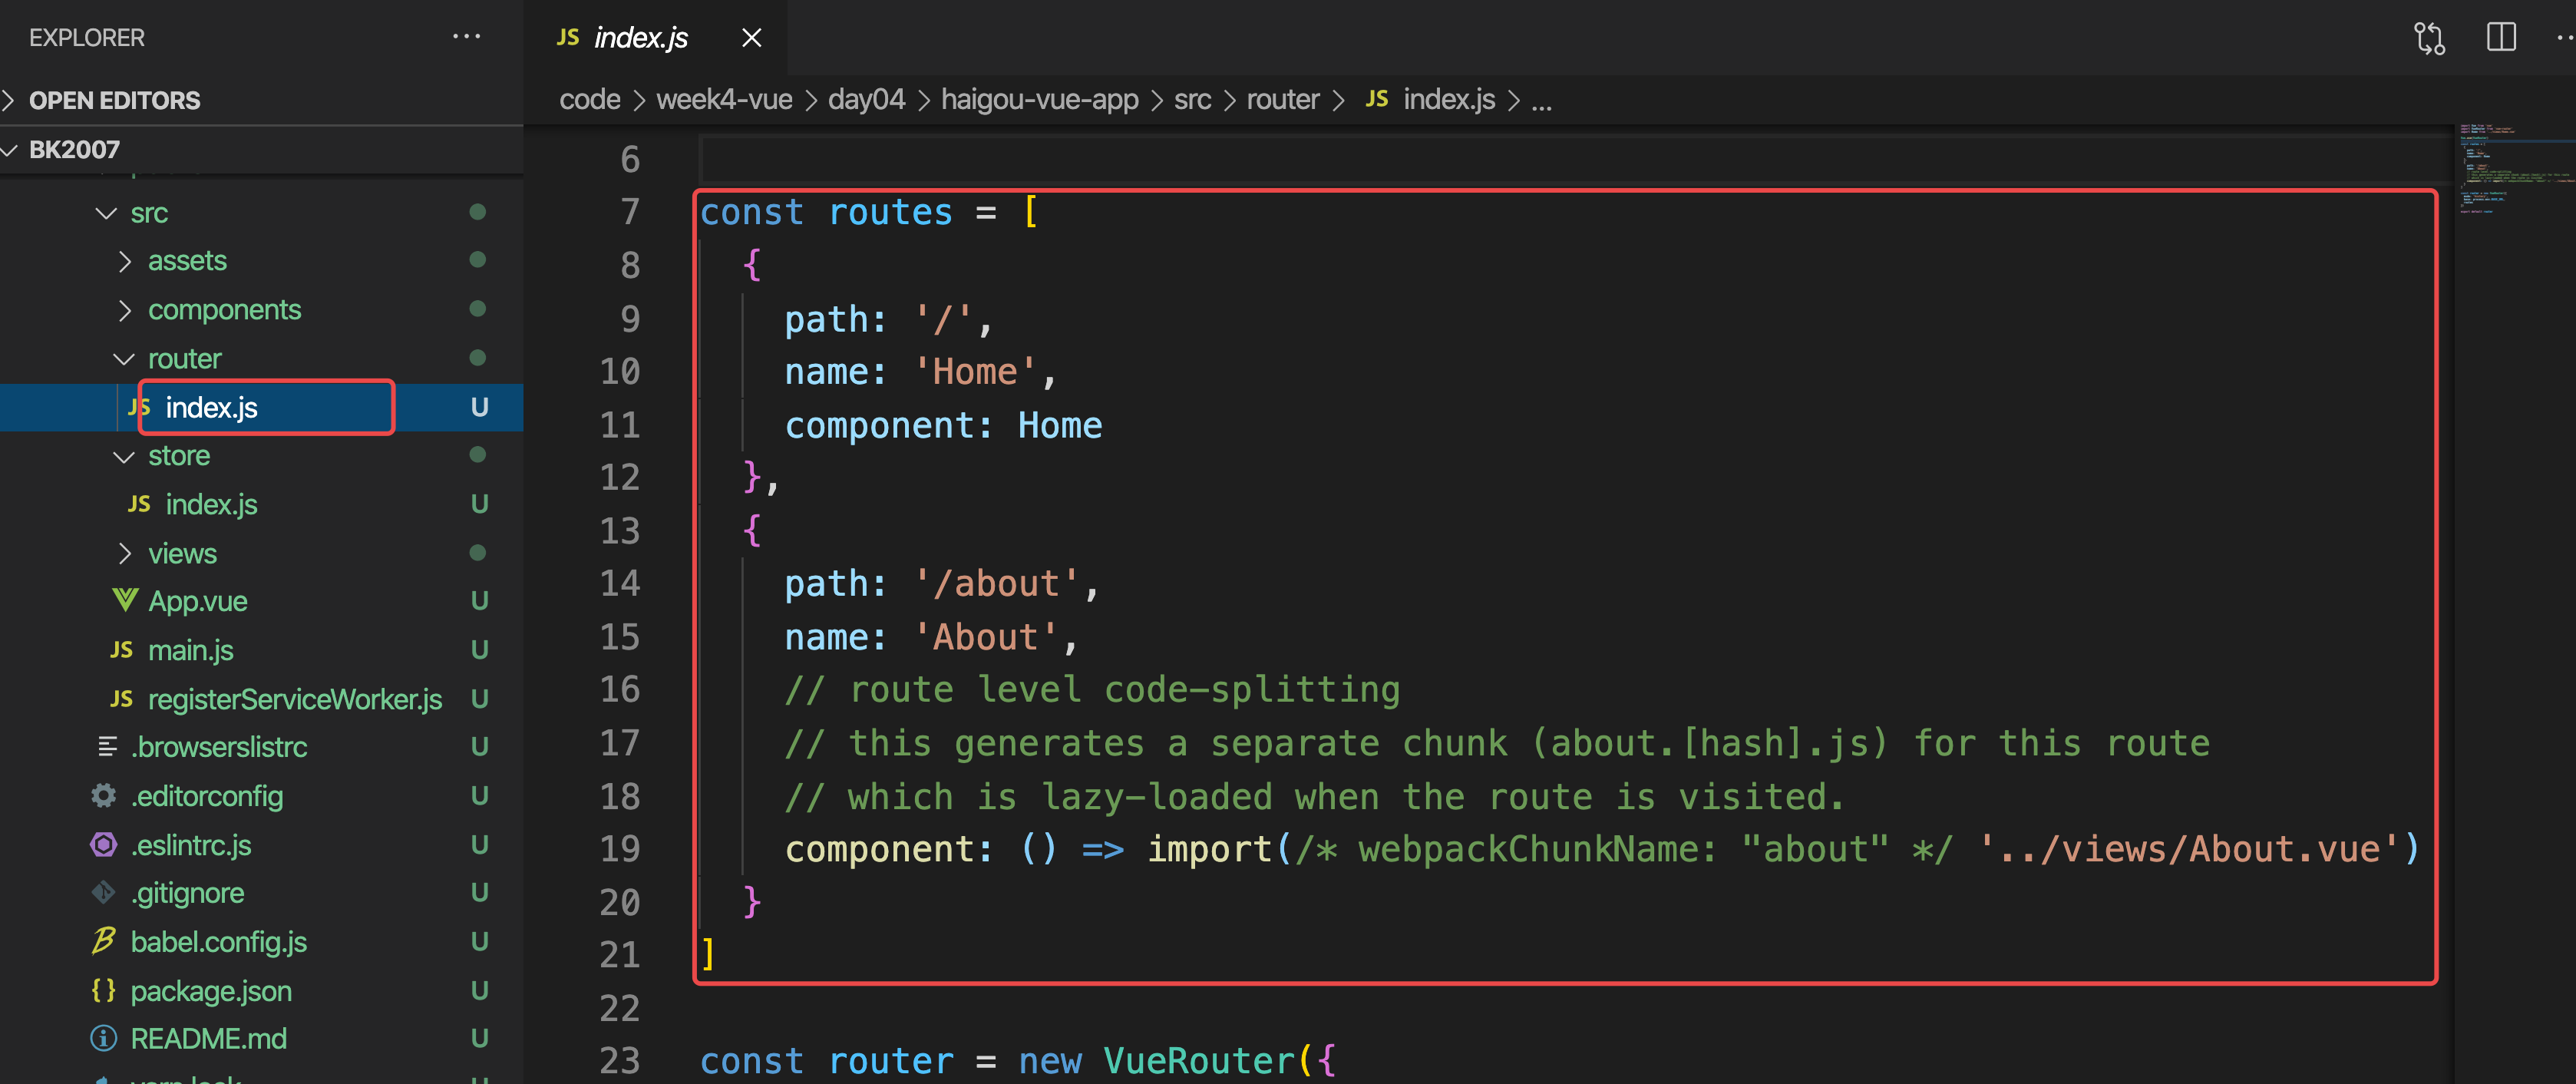 EXPLORER
OPEN EDITORS
BK2007
src
assets
components
router
JS index.js U
store
JS index.js U
views
App.vue U
JS main.js U
JS registerServiceWorker.js U
.browserslistrc U
.editorconfig U
.eslintrc.js U
.gitignore U
babel.config.js U
{} package.json U
README.md U
JS index.js
code > week4-vue > day04 > haigou-vue-app > src > router > JS index.js > ...
6
7 const routes = [
8 {
9 path: '/',
10 name: 'Home',
11 component: Home
12 },
13 {
14 path: '/about',
15 name: 'About',
16 // route level code-splitting
17 // this generates a separate chunk (about.[hash].js) for this route
18 // which is lazy-loaded when the route is visited.
19 component: () => import(/* webpackChunkName: "about" */ '../views/About.vue')
20 }
21 ]
22
23 const router = new VueRouter({